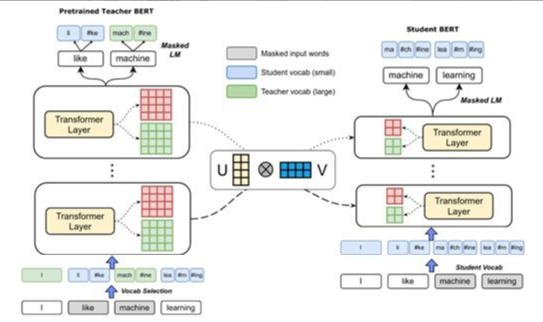 Pretrained Teacher BERT
li #ke mach #ine
like machine
Masked
LM
Transformer
Layer
Transformer
Layer
I li #ke mach #ine lea #rn #ing
Vocab Selection
I like machine learning
Masked input words
Student vocab (small)
Teacher vocab (large)
U ⊗ V
Student BERT
ma #ch #ine lea #rn #ing
machine learning
Masked LM
Transformer
Layer
Transformer
Layer
I li #ke ma #ch #ine lea #rn #ing
Student Vocab
I like machine learning